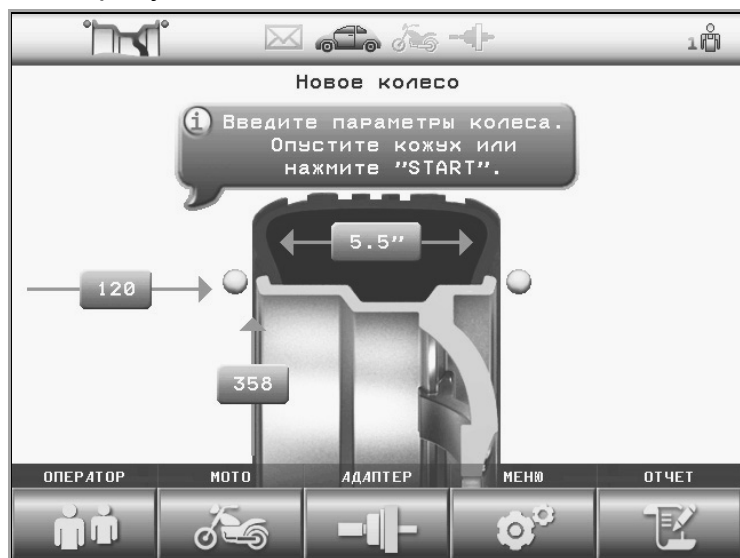 1
Новое колесо
i Введите параметры колеса.
Опустите кожух или
нажмите "START".
5.5"
120
358
ОПЕРАТОР МОТО АДАПТЕР МЕНЮ ОТЧЕТ